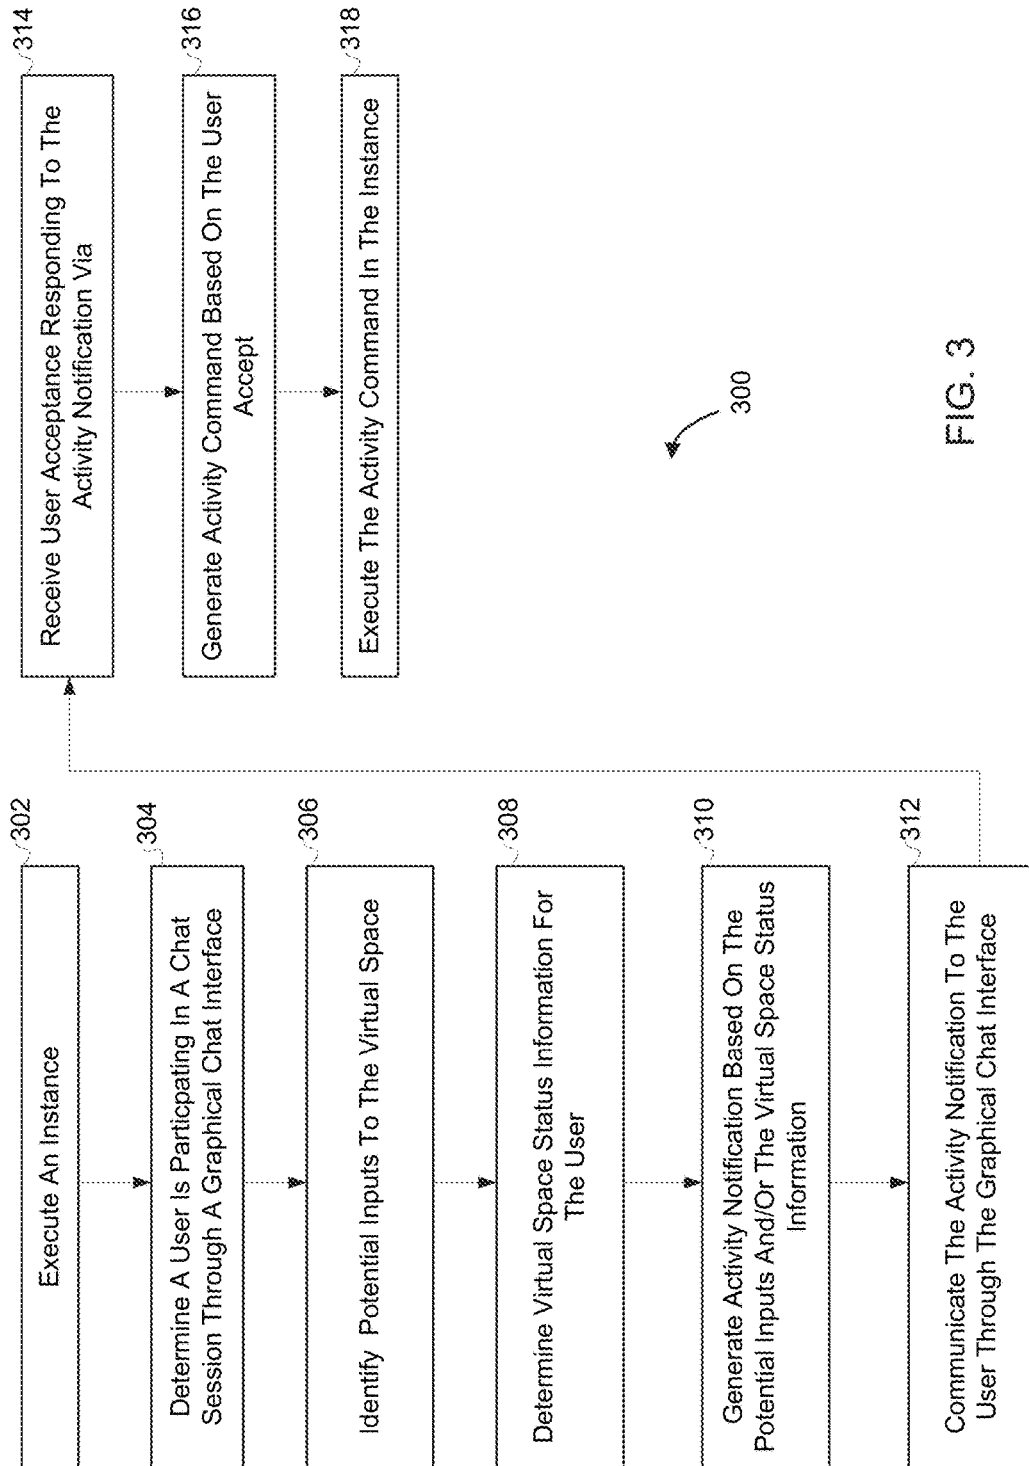 302
Execute An Instance
304
Determine A User Is Particpating In A Chat
Session Through A Graphical Chat Interface
306
Identify Potential Inputs To The Virtual Space
308
Determine Virtual Space Status Information For
The User
310
Generate Activity Notification Based On The
Potential Inputs And/Or The Virtual Space Status
Information
312
Communicate The Activity Notification To The
User Through The Graphical Chat Interface
314
Receive User Acceptance Responding To The
Activity Notification Via
316
Generate Activity Command Based On The User
Accept
318
Execute The Activity Command In The Instance
300
FIG. 3